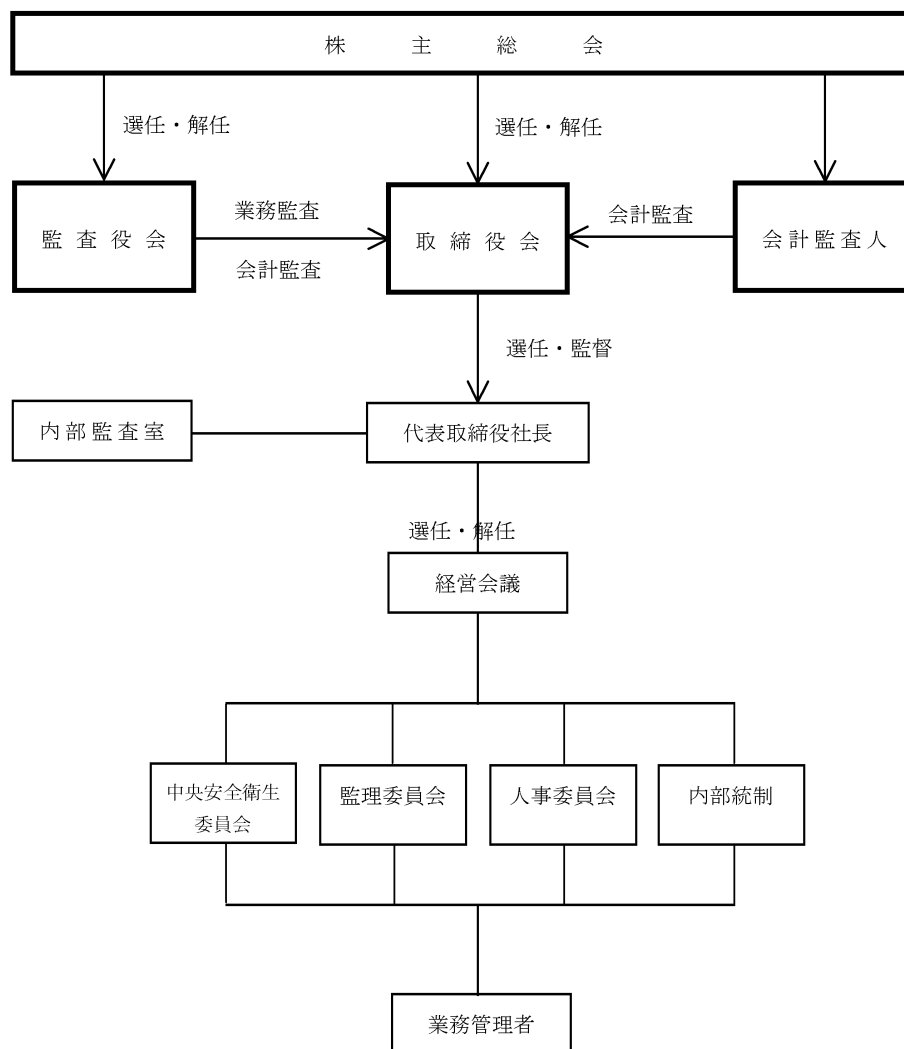 株主総会
選任・解任
選任・解任
監査役会
業務監査
会計監査
取締役会
会計監査
会計監査人
選任・監督
内部監査室
代表取締役社長
選任・解任
経営会議
中央安全衛生
委員会
監理委員会
人事委員会
内部統制
業務管理者